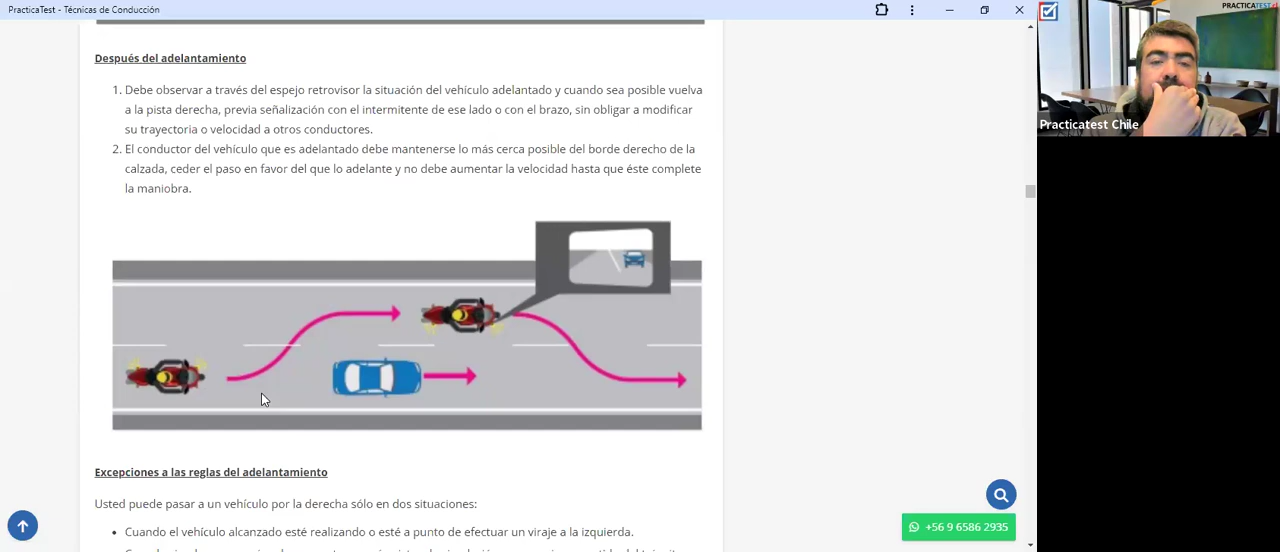 PracticaTest - Técnicas de Conducción
PRACTICATEST.cl
Practicatest Chile
Después del adelantamiento
1. Debe observar a través del espejo retrovisor la situación del vehículo adelantado y cuando sea posible vuelva
a la pista derecha, previa señalización con el intermitente de ese lado o con el brazo, sin obligar a modificar
su trayectoria o velocidad a otros conductores.
2. El conductor del vehículo que es adelantado debe mantenerse lo más cerca posible del borde derecho de la
calzada, ceder el paso en favor del que lo adelante y no debe aumentar la velocidad hasta que éste complete
la maniobra.
Excepciones a las reglas del adelantamiento
Usted puede pasar a un vehículo por la derecha sólo en dos situaciones:
• Cuando el vehículo alcanzado esté realizando o esté a punto de efectuar un viraje a la izquierda.
+56 9 6586 2935